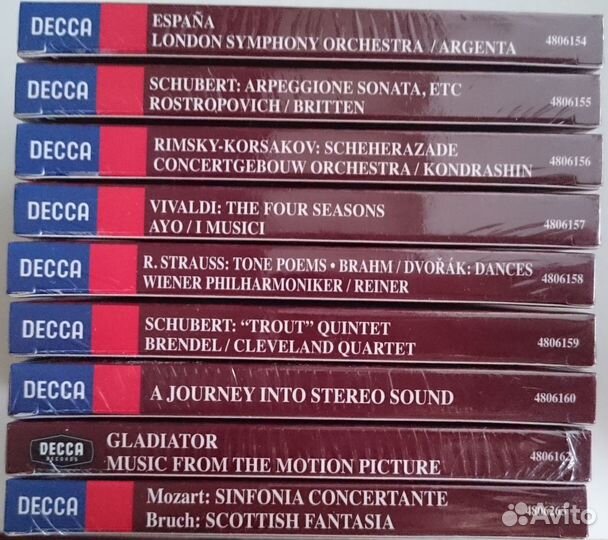 DECCA ESPAÑA
LONDON SYMPHONY ORCHESTRA / ARGENTA 4806154
DECCA SCHUBERT: ARPEGGIONE SONATA, ETC
ROSTROPOVICH / BRITTEN 4806155
DECCA RIMSKY-KORSAKOV: SCHEHERAZADE
CONCERTGEBOUW ORCHESTRA / KONDRASHIN 4806156
DECCA VIVALDI: THE FOUR SEASONS
AYO / I MUSICI 4806157
DECCA R. STRAUSS: TONE POEMS • BRAHM / DVOŘÁK: DANCES
WIENER PHILHARMONIKER / REINER 4806158
DECCA SCHUBERT: “TROUT” QUINTET
BRENDEL / CLEVELAND QUARTET 4806159
DECCA A JOURNEY INTO STEREO SOUND 4806160
DECCA RECORDS GLADIATOR
MUSIC FROM THE MOTION PICTURE 4806162
DECCA Mozart: SINFONIA CONCERTANTE
Bruch: SCOTTISH FANTASIA
Avito